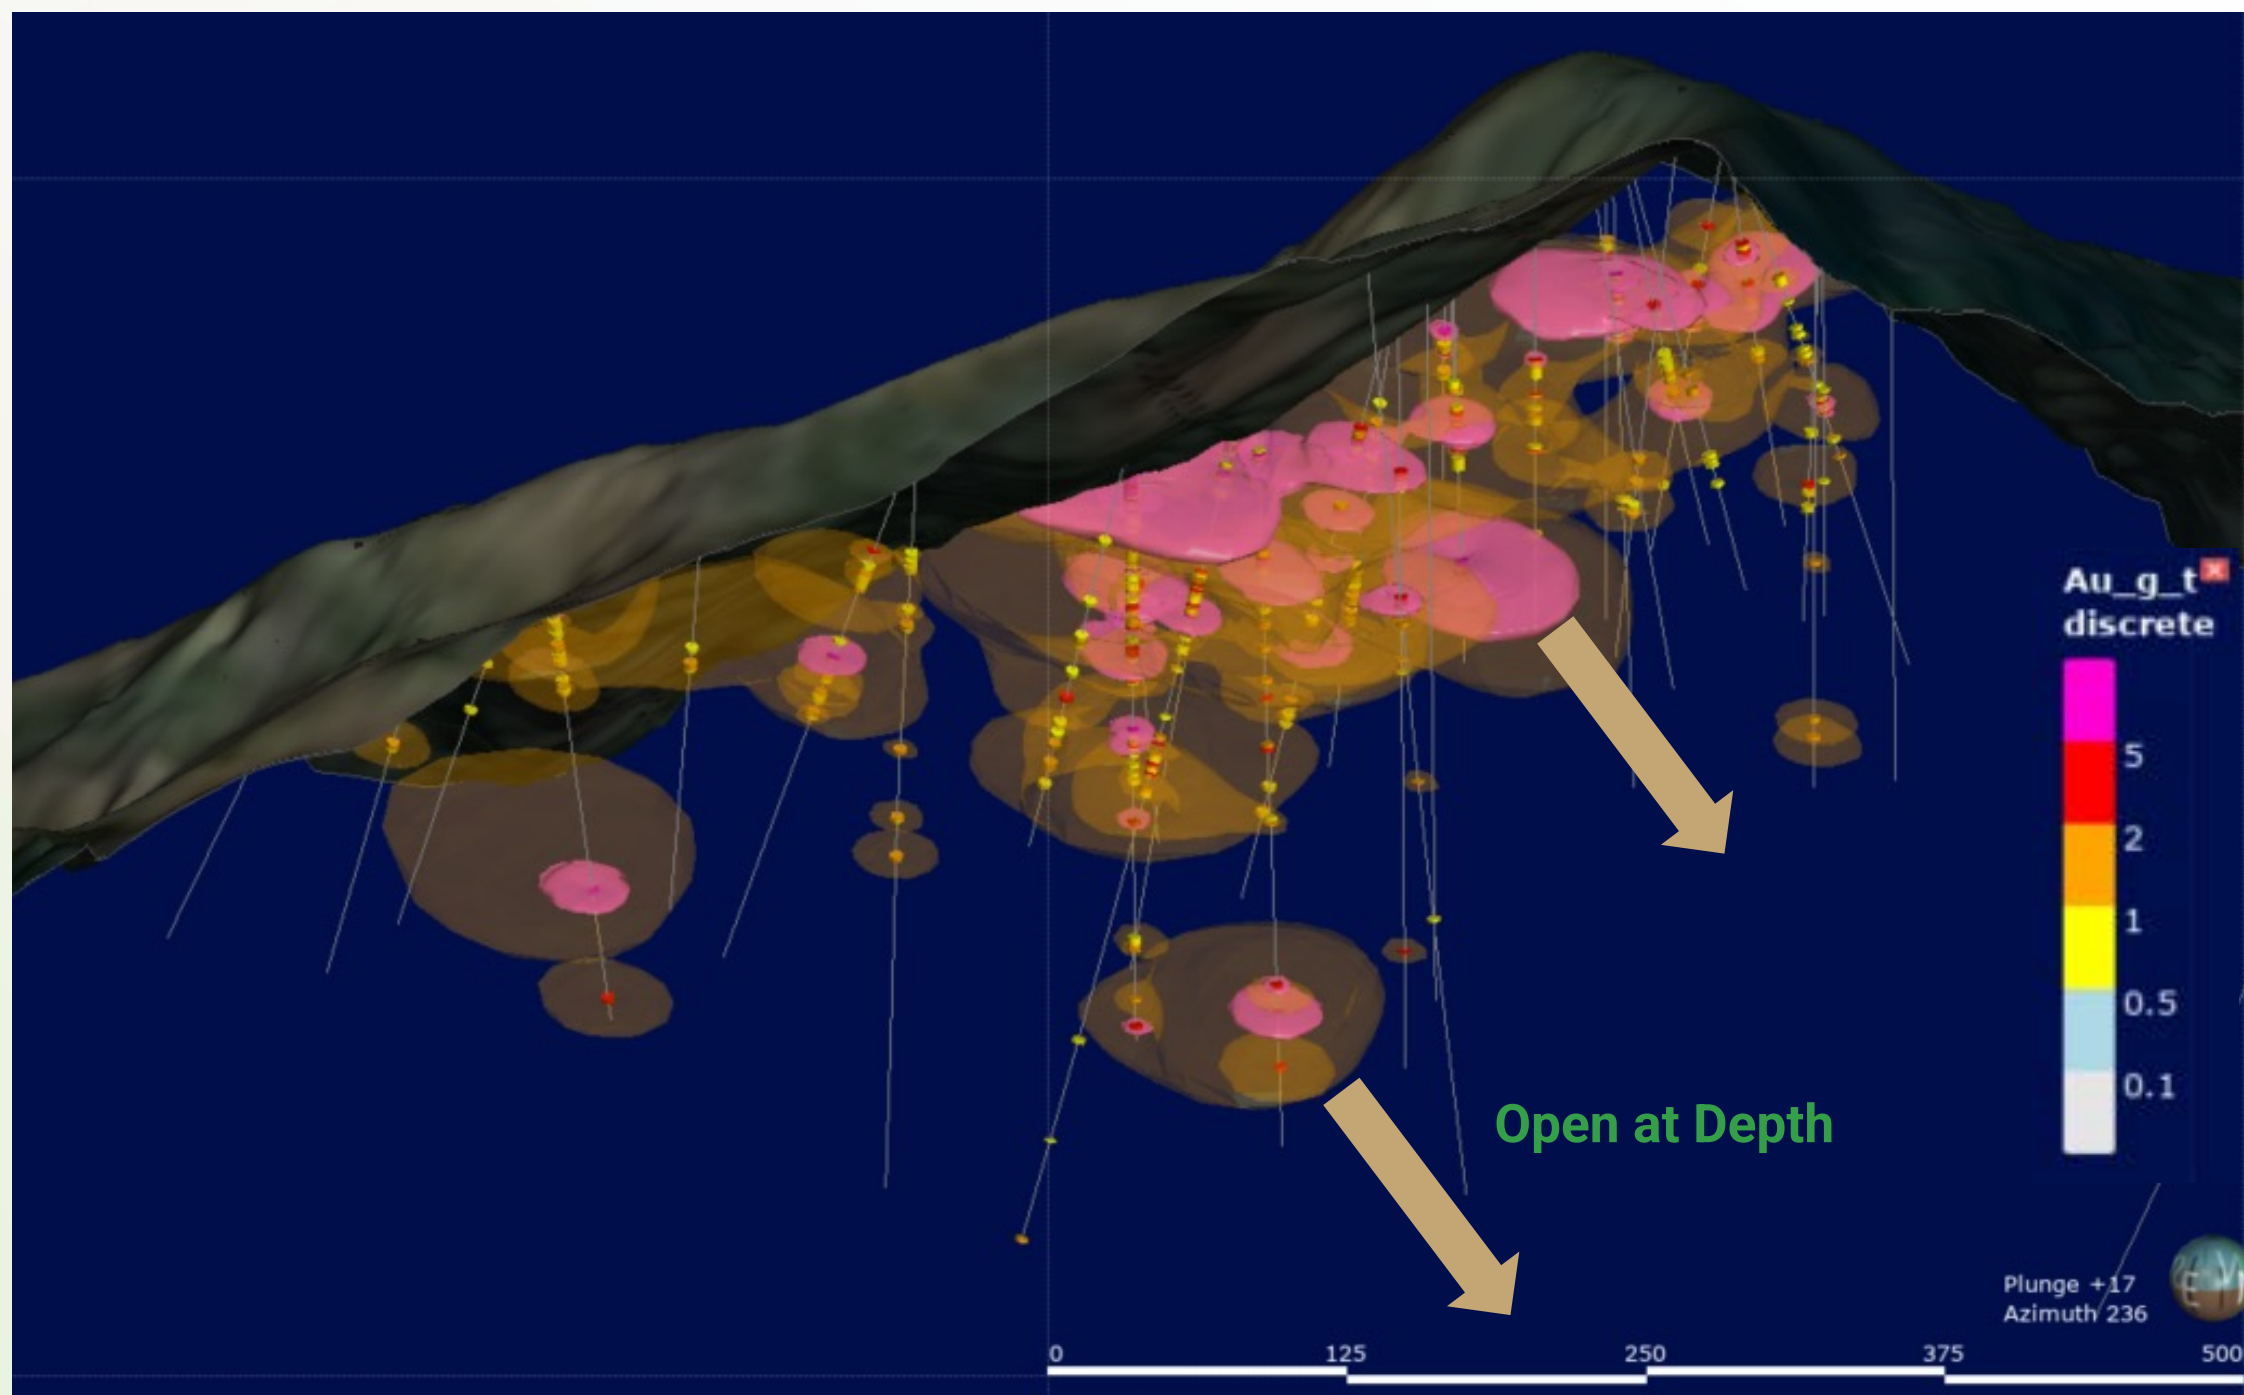 Au_g_t
discrete
5
2
1
0.5
0.1
Open at Depth
Plunge +17
Azimuth 236
0 125 250 375 500